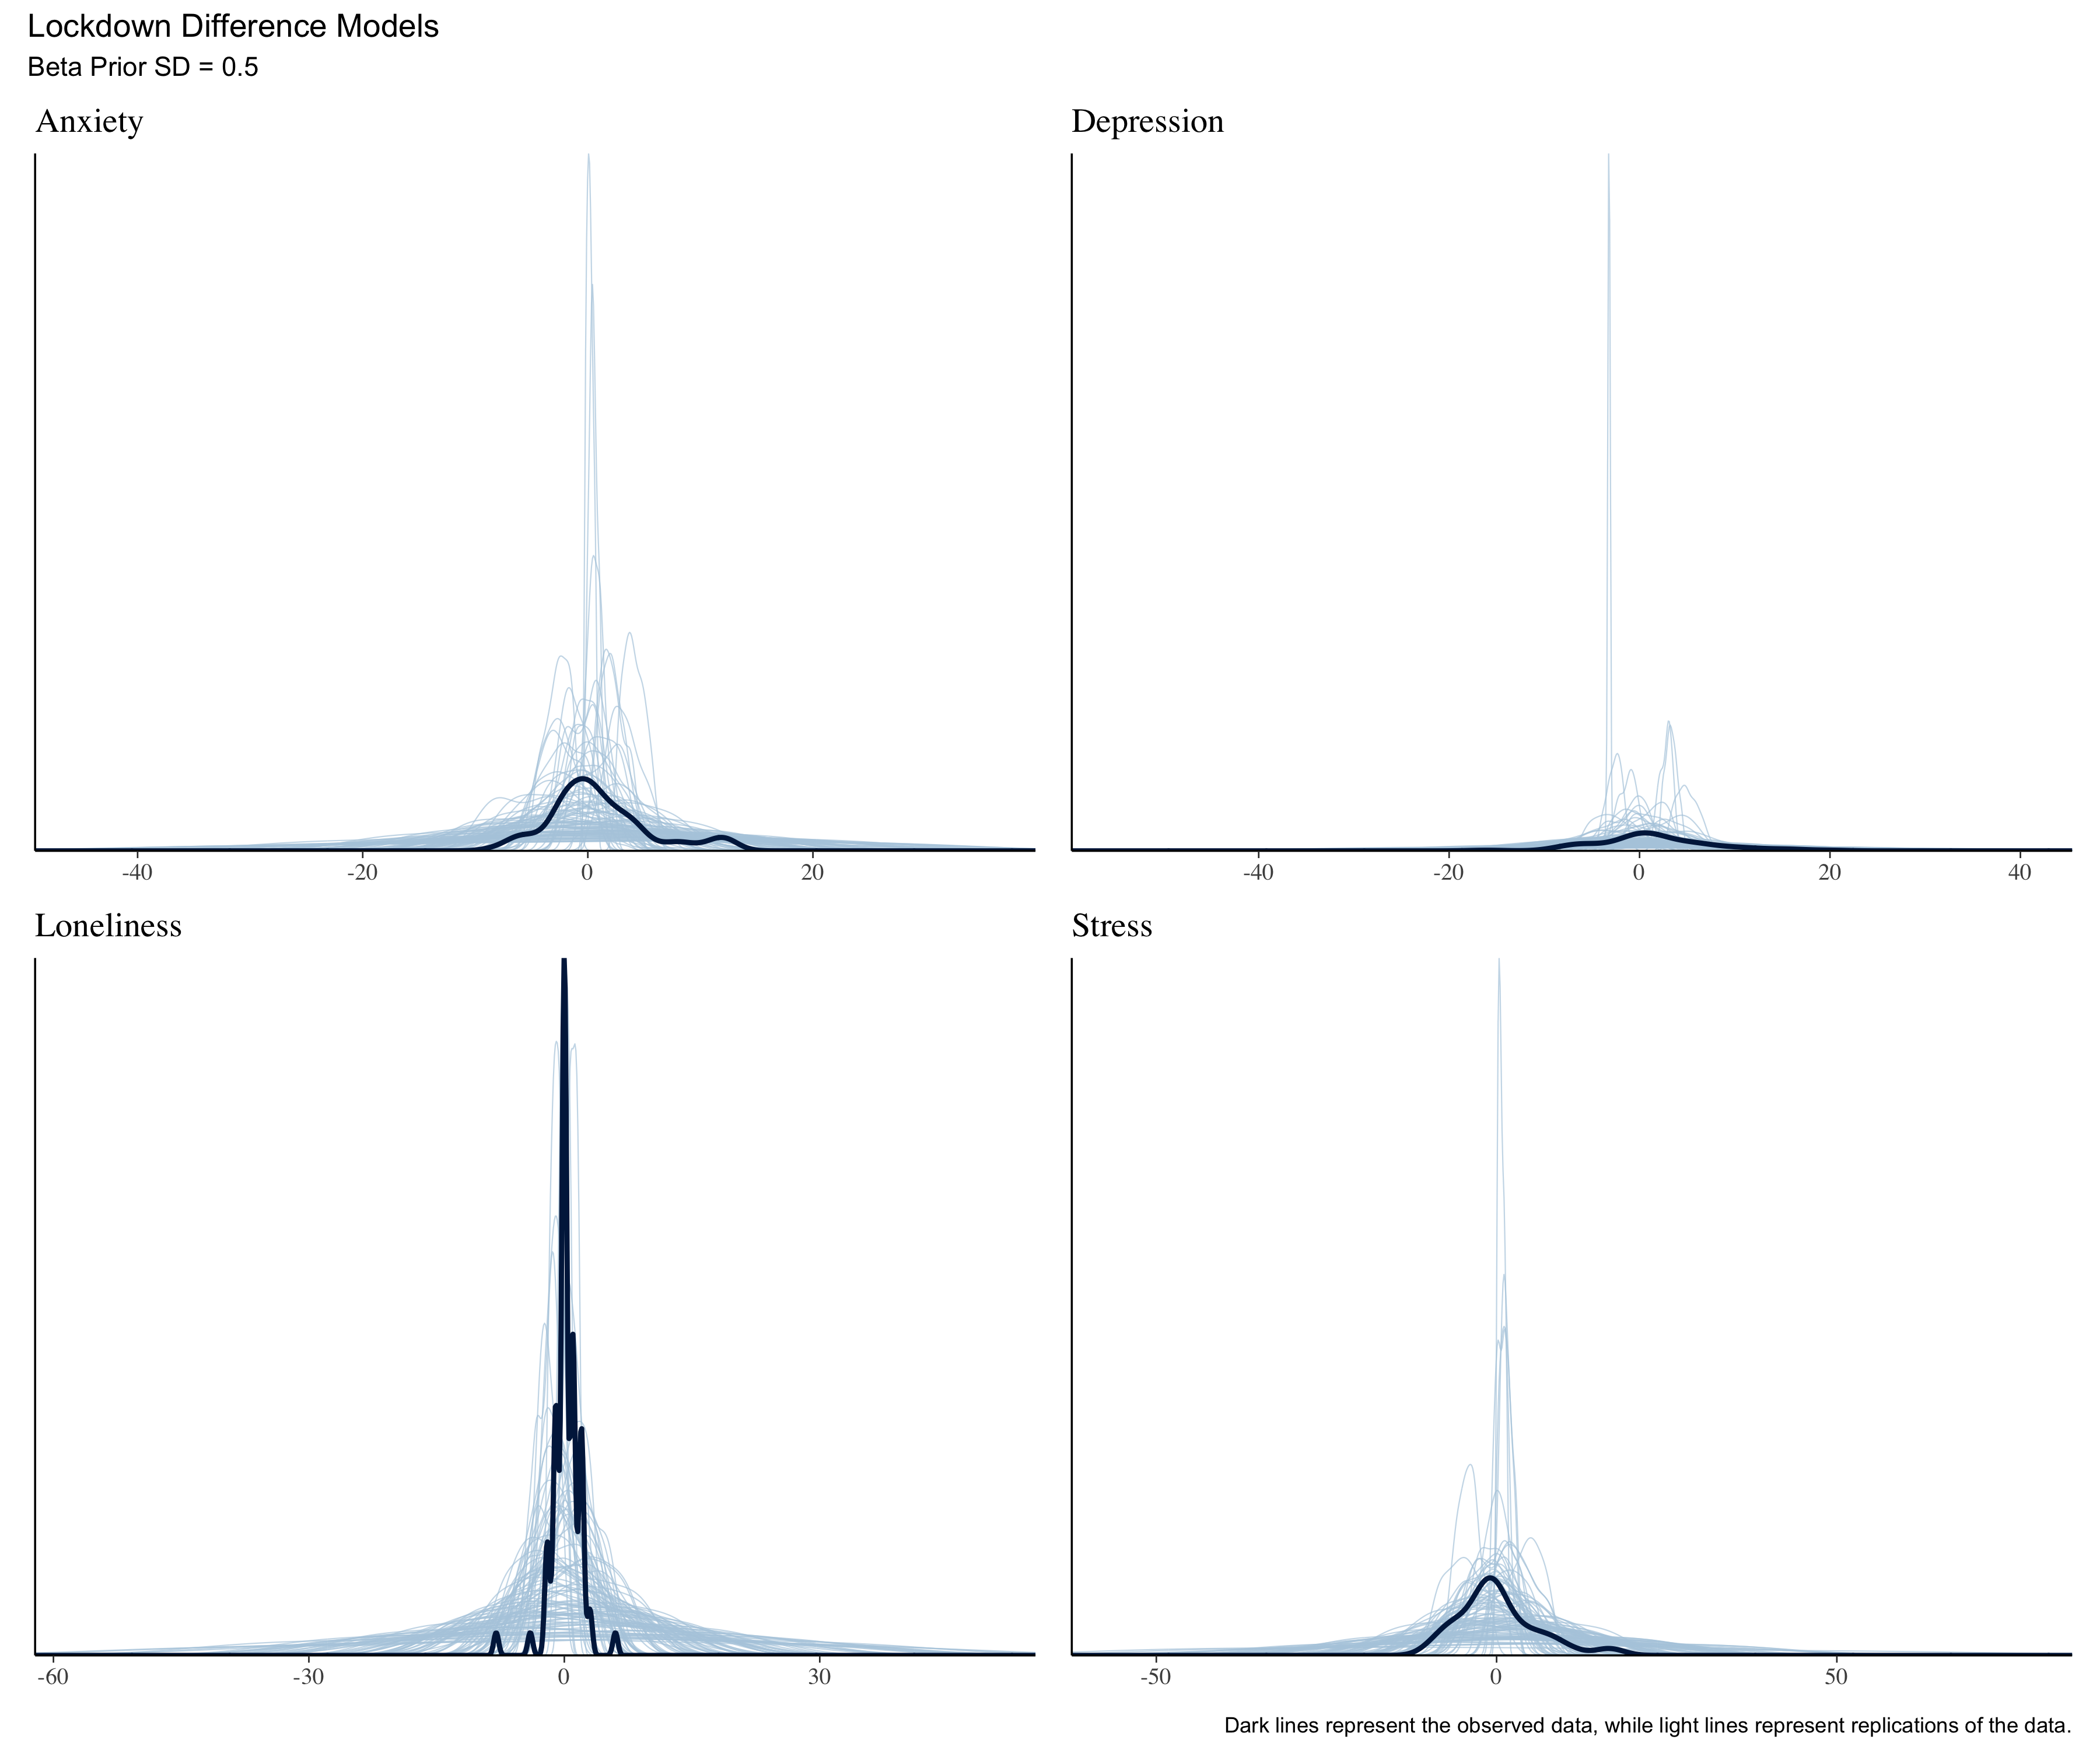 Lockdown Difference Models
Beta Prior SD = 0.5
Anxiety
Depression
-40 -20 0 20
-40 -20 0 20 40
Loneliness
Stress
-60 -30 0 30
-50 0 50
Dark lines represent the observed data, while light lines represent replications of the data.